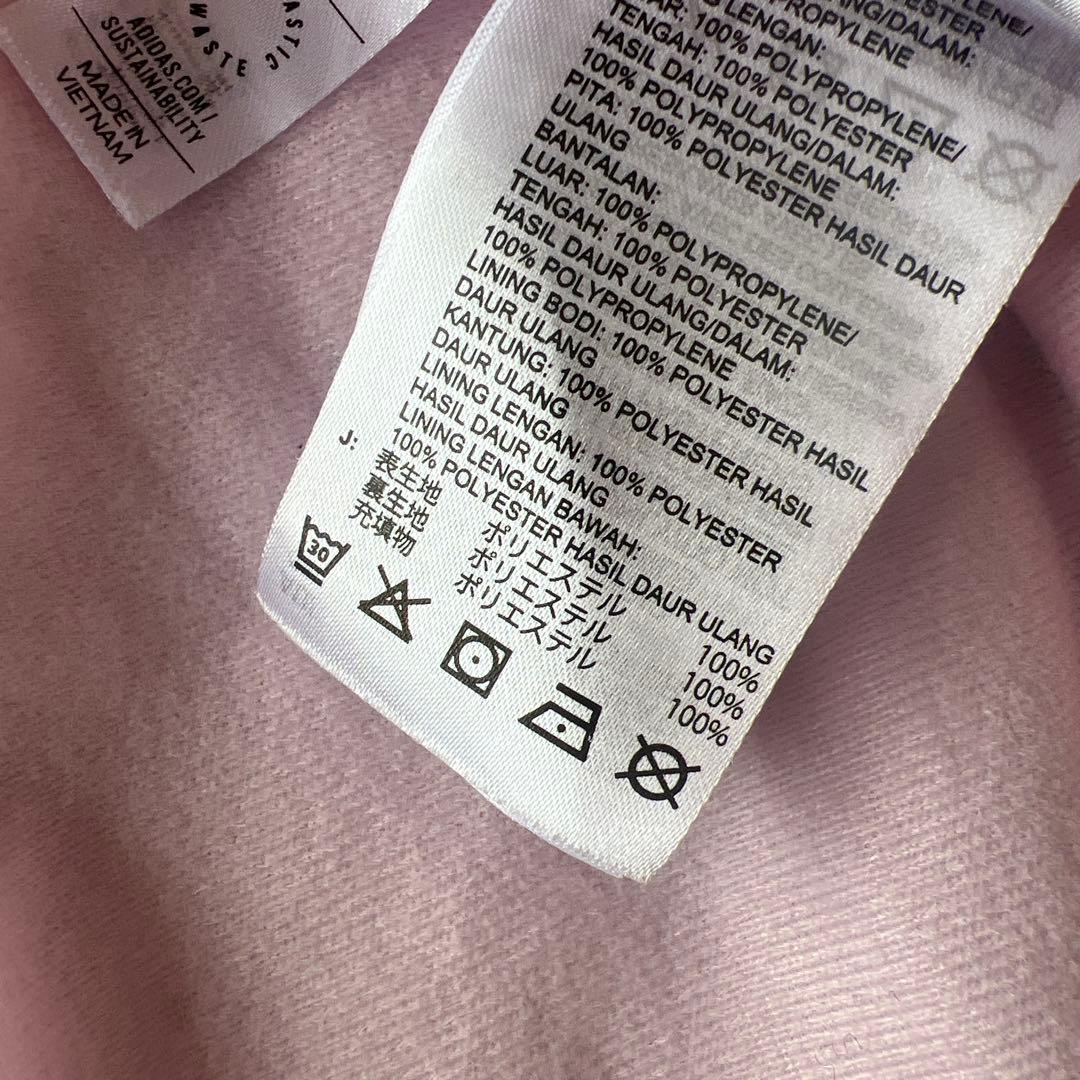 WASTE
ADIDAS.COM/
SUSTAINABILITY
MADE IN
VIETNAM
LENGAN:
100% POLYPROPYLENE/
TENGAH: 100% POLYESTER
HASIL DAUR ULANG/DALAM:
100% POLYPROPYLENE
PITA: 100% POLYESTER HASIL DAUR
ULANG
BANTALAN:
LUAR: 100% POLYPROPYLENE/
TENGAH: 100% POLYESTER
HASIL DAUR ULANG/DALAM:
100% POLYPROPYLENE
LINING BODI: 100% POLYESTER HASIL
DAUR ULANG
KANTUNG: 100% POLYESTER HASIL
DAUR ULANG
LINING LENGAN: 100% POLYESTER
HASIL DAUR ULANG
LINING LENGAN BAWAH:
100% POLYESTER HASIL DAUR ULANG
J: 表生地 ポリエステル 100%
裏生地 ポリエステル 100%
充填物 ポリエステル 100%
30